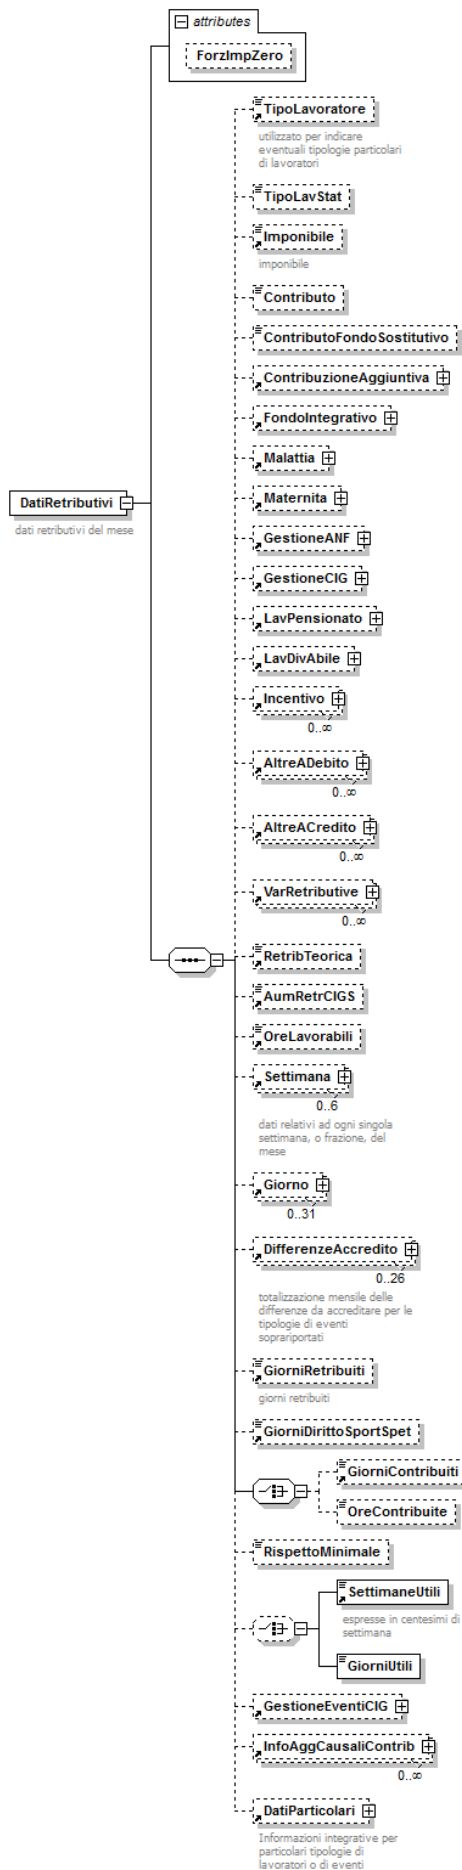 attributes
ForzImpZero
TipoLavoratore
utilizzato per indicare
eventuali tipologie particolari
di lavoratori
TipoLavStat
Imponibile
imponibile
Contributo
ContributoFondoSostitutivo
ContribuzioneAggiuntiva
FondoIntegrativo
Malattia
Maternita
DatiRetributivi
dati retributivi del mese
GestioneANF
GestioneCIG
LavPensionato
LavDivAbile
Incentivo
0..∞
AltreADebito
0..∞
AltreACredito
0..∞
VarRetributive
0..∞
RetribTeorica
AumRetrCIGS
OreLavorabili
Settimana
0..6
dati relativi ad ogni singola
settimana, o frazione, del
mese
Giorno
0..31
DifferenzeAccredito
0..26
totalizzazione mensile delle
differenze da accreditare per le
tipologie di eventi
soprariportati
GiorniRetribuiti
giorni retribuiti
GiorniDirittoSportSpet
GiorniContribuiti
OreContribuite
RispettoMinimale
SettimaneUtili
espresse in centesimi di
settimana
GiorniUtili
GestioneEventiCIG
InfoAggCausaliContrib
0..∞
DatiParticolari
Informazioni integrative per
particolari tipologie di
lavoratori o di eventi